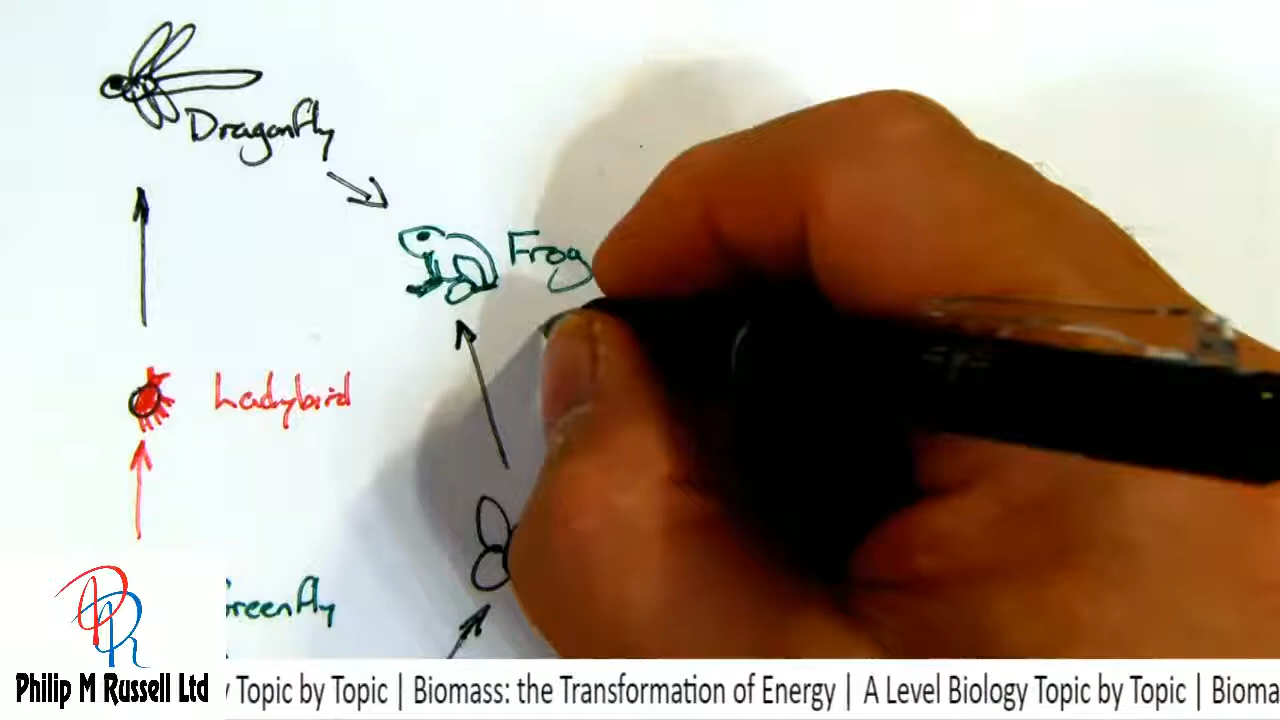 Dragonfly
Frog
Ladybird
Greenfly
Philip M Russell Ltd
y Topic by Topic | Biomass: the Transformation of Energy | A Level Biology Topic by Topic | Bioma